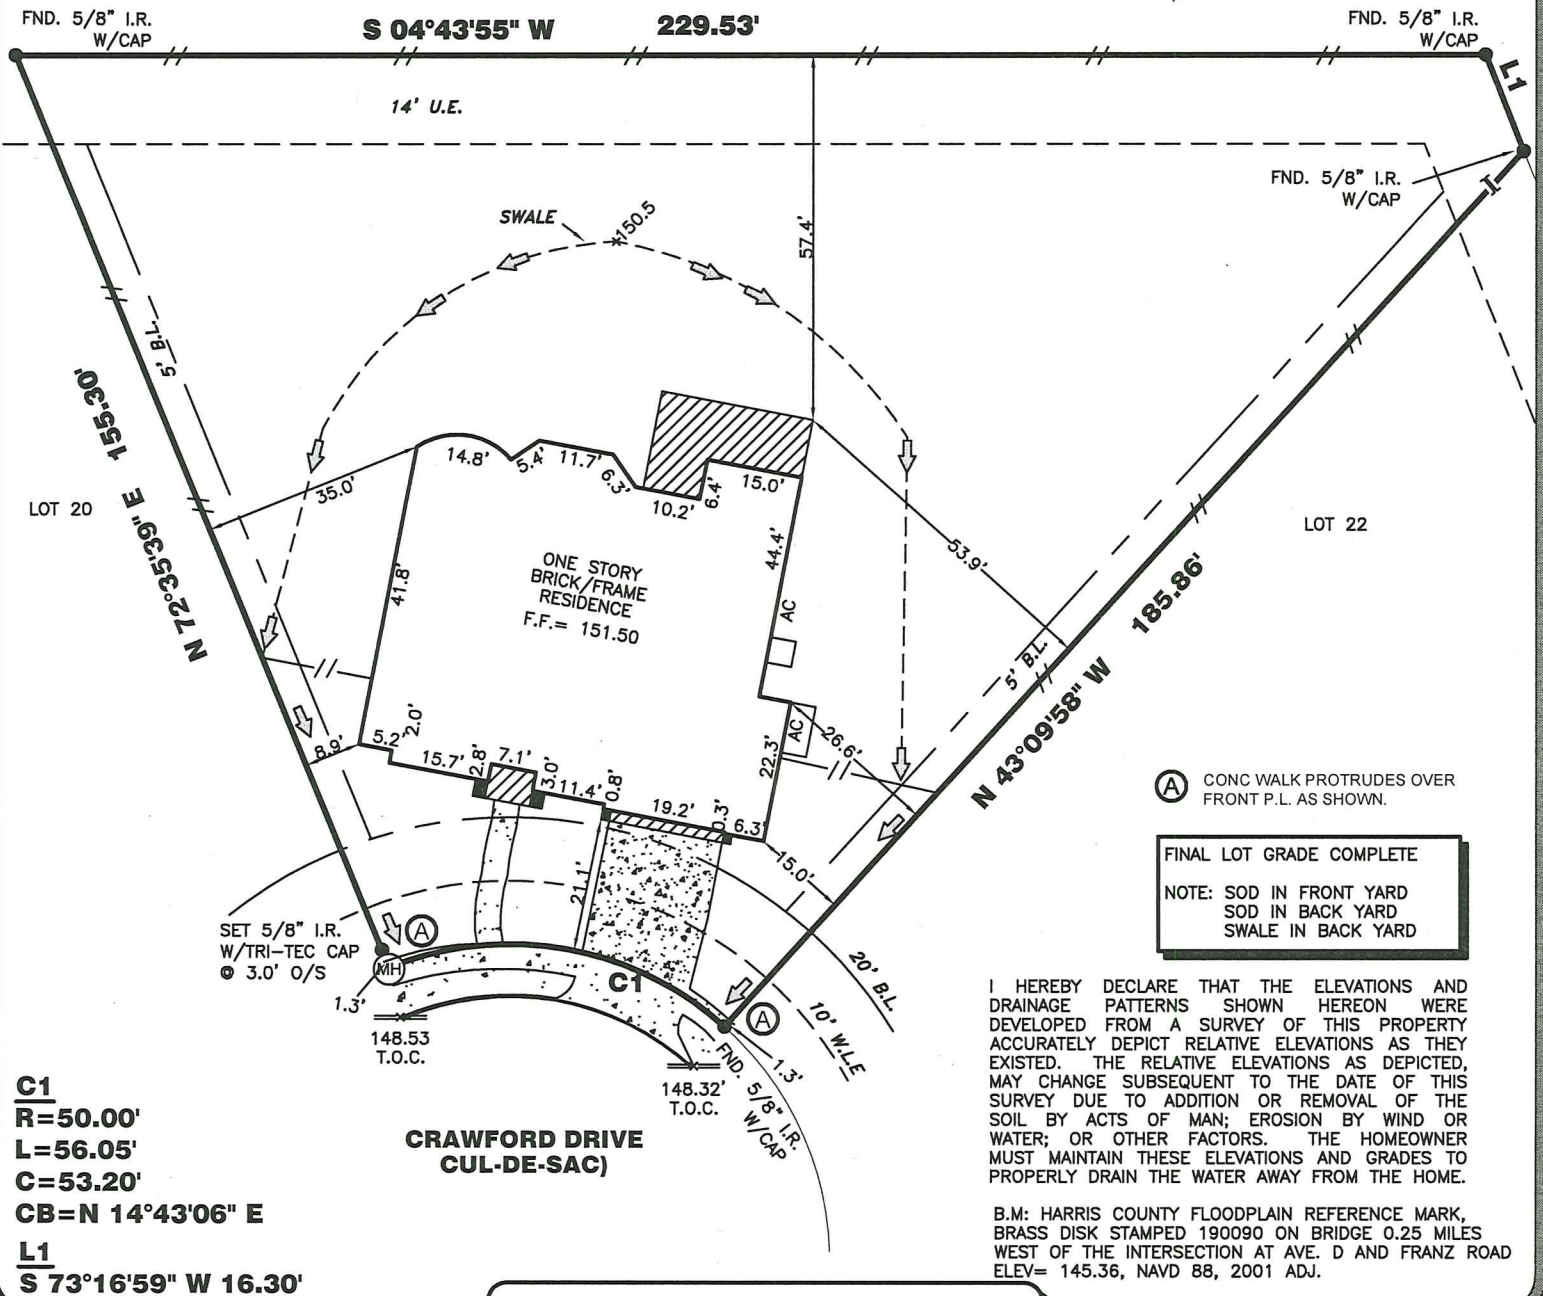 FND. 5/8" I.R.
W/CAP
S 04°43'55" W 229.53'
FND. 5/8" I.R.
W/CAP
L1
14' U.E.
FND. 5/8" I.R.
W/CAP
SWALE
150.5
57.4'
5' B.L.
N 72°35'39" E 155.30'
LOT 20
35.0'
14.8'
5.4'
11.7'
6.3'
10.2'
6.4'
15.0'
LOT 22
44.4'
53.9'
41.8'
ONE STORY
BRICK/FRAME
RESIDENCE
F.F.= 151.50
AC
5' B.L.
N 43°09'58" W 185.86'
AC
26.6'
22.3'
8.9'
5.2'
2.0'
15.7'
2.8'
7.1'
3.0'
11.4'
0.8'
19.2'
0.3'
6.3'
15.0'
21.1'
A CONC WALK PROTRUDES OVER
FRONT P.L. AS SHOWN.
FINAL LOT GRADE COMPLETE
NOTE: SOD IN FRONT YARD
SOD IN BACK YARD
SWALE IN BACK YARD
SET 5/8" I.R.
W/TRI-TEC CAP
@ 3.0' O/S
A
MH
1.3'
C1
20' B.L.
10' W.L.E
A
1.3'
FND. 5/8" I.R.
W/CAP
148.53
T.O.C.
148.32'
T.O.C.
CRAWFORD DRIVE
CUL-DE-SAC)
I HEREBY DECLARE THAT THE ELEVATIONS AND
DRAINAGE PATTERNS SHOWN HEREON WERE
DEVELOPED FROM A SURVEY OF THIS PROPERTY
ACCURATELY DEPICT RELATIVE ELEVATIONS AS THEY
EXISTED. THE RELATIVE ELEVATIONS AS DEPICTED,
MAY CHANGE SUBSEQUENT TO THE DATE OF THIS
SURVEY DUE TO ADDITION OR REMOVAL OF THE
SOIL BY ACTS OF MAN; EROSION BY WIND OR
WATER; OR OTHER FACTORS. THE HOMEOWNER
MUST MAINTAIN THESE ELEVATIONS AND GRADES TO
PROPERLY DRAIN THE WATER AWAY FROM THE HOME.
B.M: HARRIS COUNTY FLOODPLAIN REFERENCE MARK,
BRASS DISK STAMPED 190090 ON BRIDGE 0.25 MILES
WEST OF THE INTERSECTION AT AVE. D AND FRANZ ROAD
ELEV= 145.36, NAVD 88, 2001 ADJ.
C1
R=50.00'
L=56.05'
C=53.20'
CB=N 14°43'06" E
L1
S 73°16'59" W 16.30'